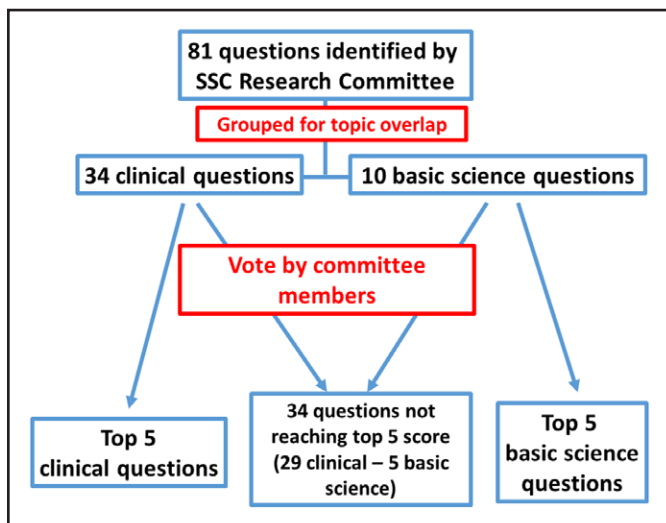 81 questions identified by
SSC Research Committee
Grouped for topic overlap
34 clinical questions
10 basic science questions
Vote by committee
members
Top 5
clinical questions
34 questions not
reaching top 5 score
(29 clinical – 5 basic
science)
Top 5
basic science
questions